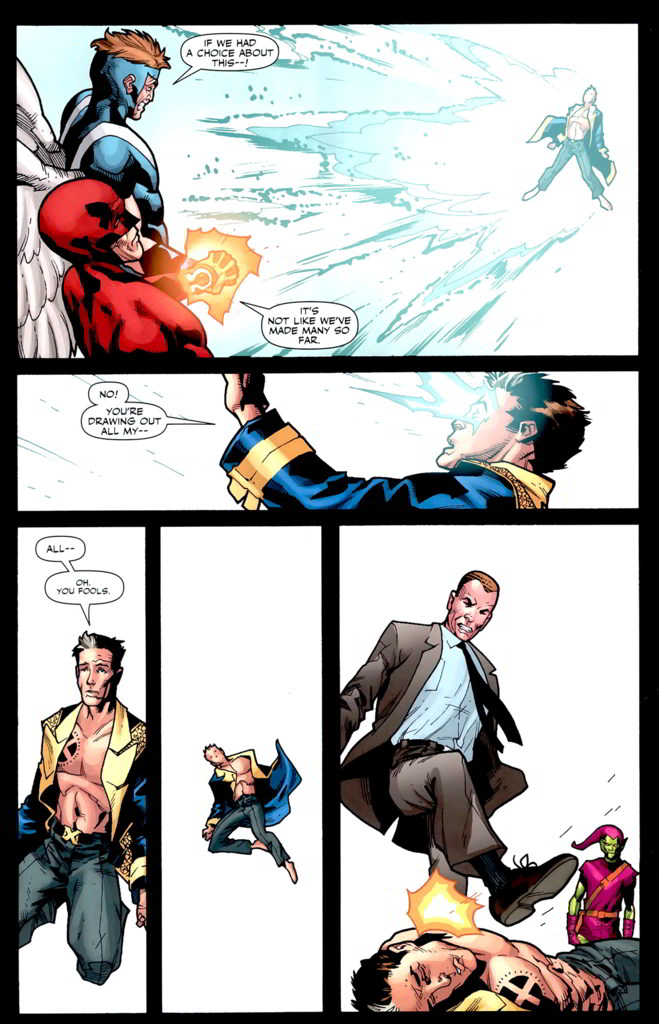 IF WE HAD
A CHOICE ABOUT
THIS--!
IT'S
NOT LIKE WE'VE
MADE MANY SO
FAR.
NO!
YOU'RE
DRAWING OUT
ALL MY--
ALL--
OH.
YOU FOOLS.